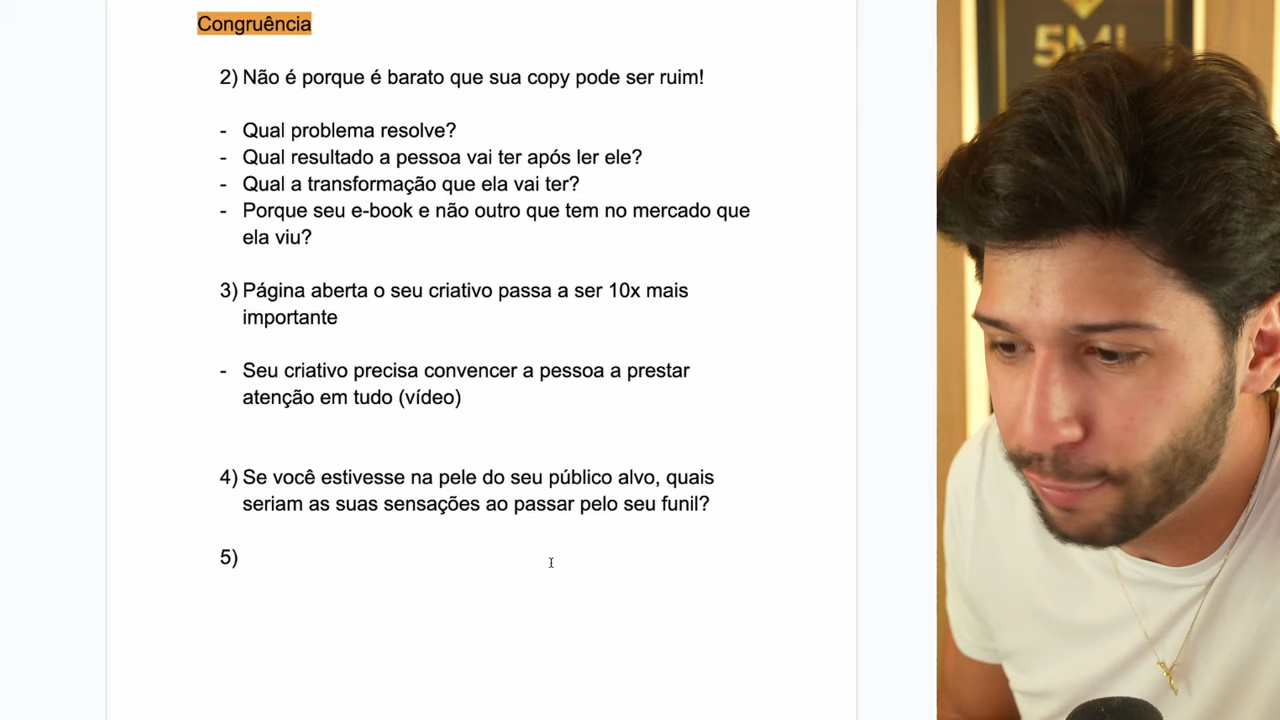 Congruência
2) Não é porque é barato que sua copy pode ser ruim!
- Qual problema resolve?
- Qual resultado a pessoa vai ter após ler ele?
- Qual a transformação que ela vai ter?
- Porque seu e-book e não outro que tem no mercado que
ela viu?
3) Página aberta o seu criativo passa a ser 10x mais
importante
- Seu criativo precisa convencer a pessoa a prestar
atenção em tudo (vídeo)
4) Se você estivesse na pele do seu público alvo, quais
seriam as suas sensações ao passar pelo seu funil?
5)